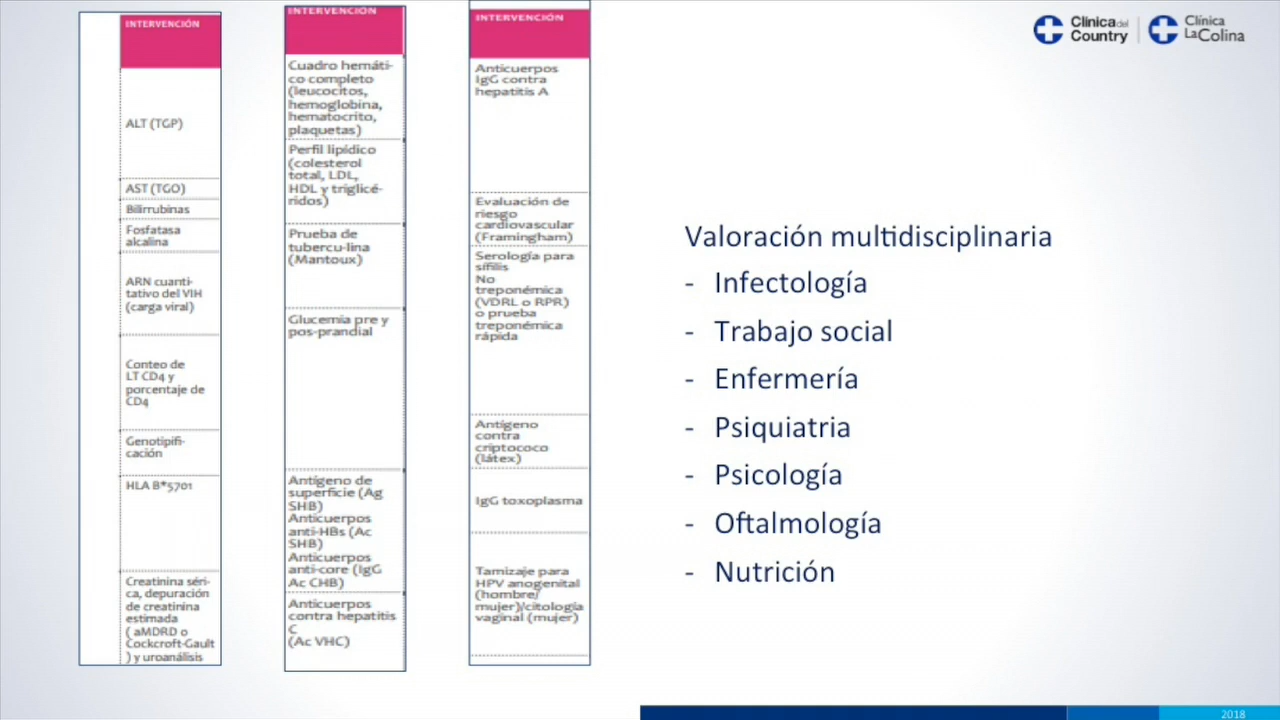 INTERVENCIÓN
ALT (TGP)
AST (TGO)
Bilirrubinas
Fosfatasa
alcalina
ARN cuanti-
tativo del VIH
(carga viral)
Conteo de
LT CD4 y
porcentaje de
CD4
Genotipifi-
cación
HLA B*5701
Creatinina séri-
ca, depuración
de creatinina
estimada
( aMDRD o
Cockcroft-Gault
) y uroanálisis
INTERVENCIÓN
Cuadro hemáti-
co completo
(leucocitos,
hemoglobina,
hematocrito,
plaquetas)
Perfil lipídico
(colesterol
total, LDL,
HDL y triglicé-
ridos)
Prueba de
tubercu-lina
(Mantoux)
Glucemia pre y
pos-prandial
Antígeno de
superficie (Ag
SHB)
Anticuerpos
anti-HBs (Ac
SHB)
Anticuerpos
anti-core (IgG
Ac CHB)
Anticuerpos
contra hepatitis
C
(Ac VHC)
INTERVENCIÓN
Anticuerpos
IgG contra
hepatitis A
Evaluación de
riesgo
cardiovascular
(Framingham)
Serología para
sífilis
No
treponémica
(VDRL o RPR)
o prueba
treponémica
rápida
Antígeno
contra
criptococo
(látex)
IgG toxoplasma
Tamizaje para
HPV anogenital
(hombre/
mujer)/citología
vaginal (mujer)
Clínica del
Country
Clínica
La Colina
Valoración multidisciplinaria
- Infectología
- Trabajo social
- Enfermería
- Psiquiatria
- Psicología
- Oftalmología
- Nutrición
2018